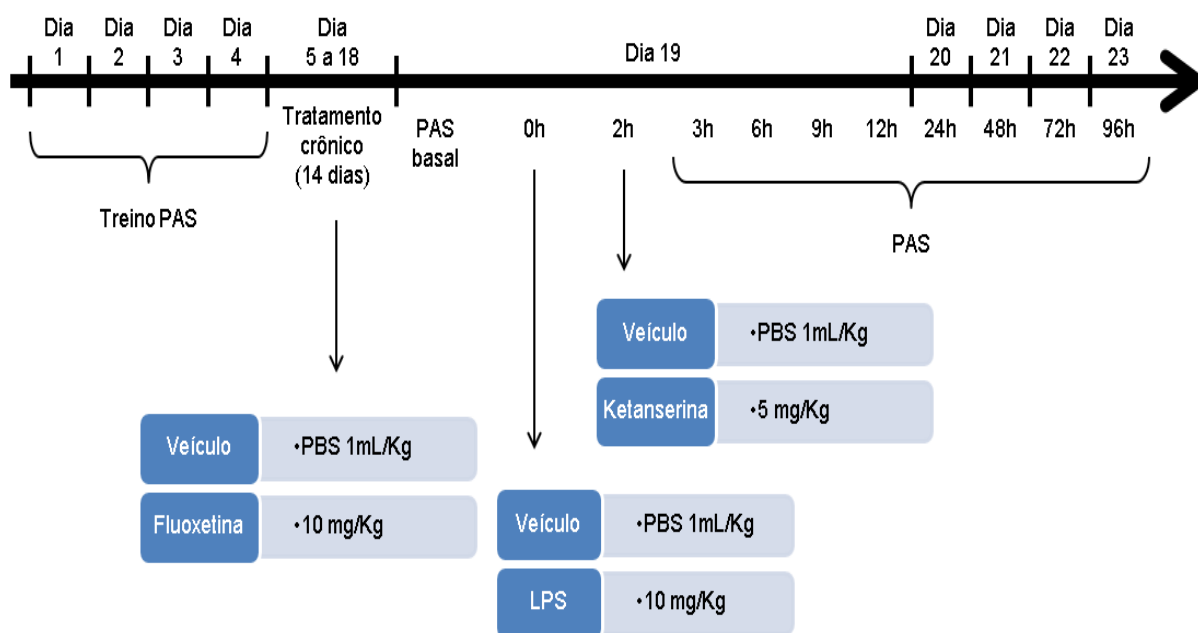 Dia 1
Dia 2
Dia 3
Dia 4
Dia 5 a 18
Dia 19
Dia 20
Dia 21
Dia 22
Dia 23
Tratamento
crônico
(14 dias)
PAS
basal
0h
2h
3h
6h
9h
12h
24h
48h
72h
96h
Treino PAS
PAS
Veículo
•PBS 1mL/Kg
Ketanserina
•5 mg/Kg
Veículo
•PBS 1mL/Kg
Fluoxetina
•10 mg/Kg
Veículo
•PBS 1mL/Kg
LPS
•10 mg/Kg